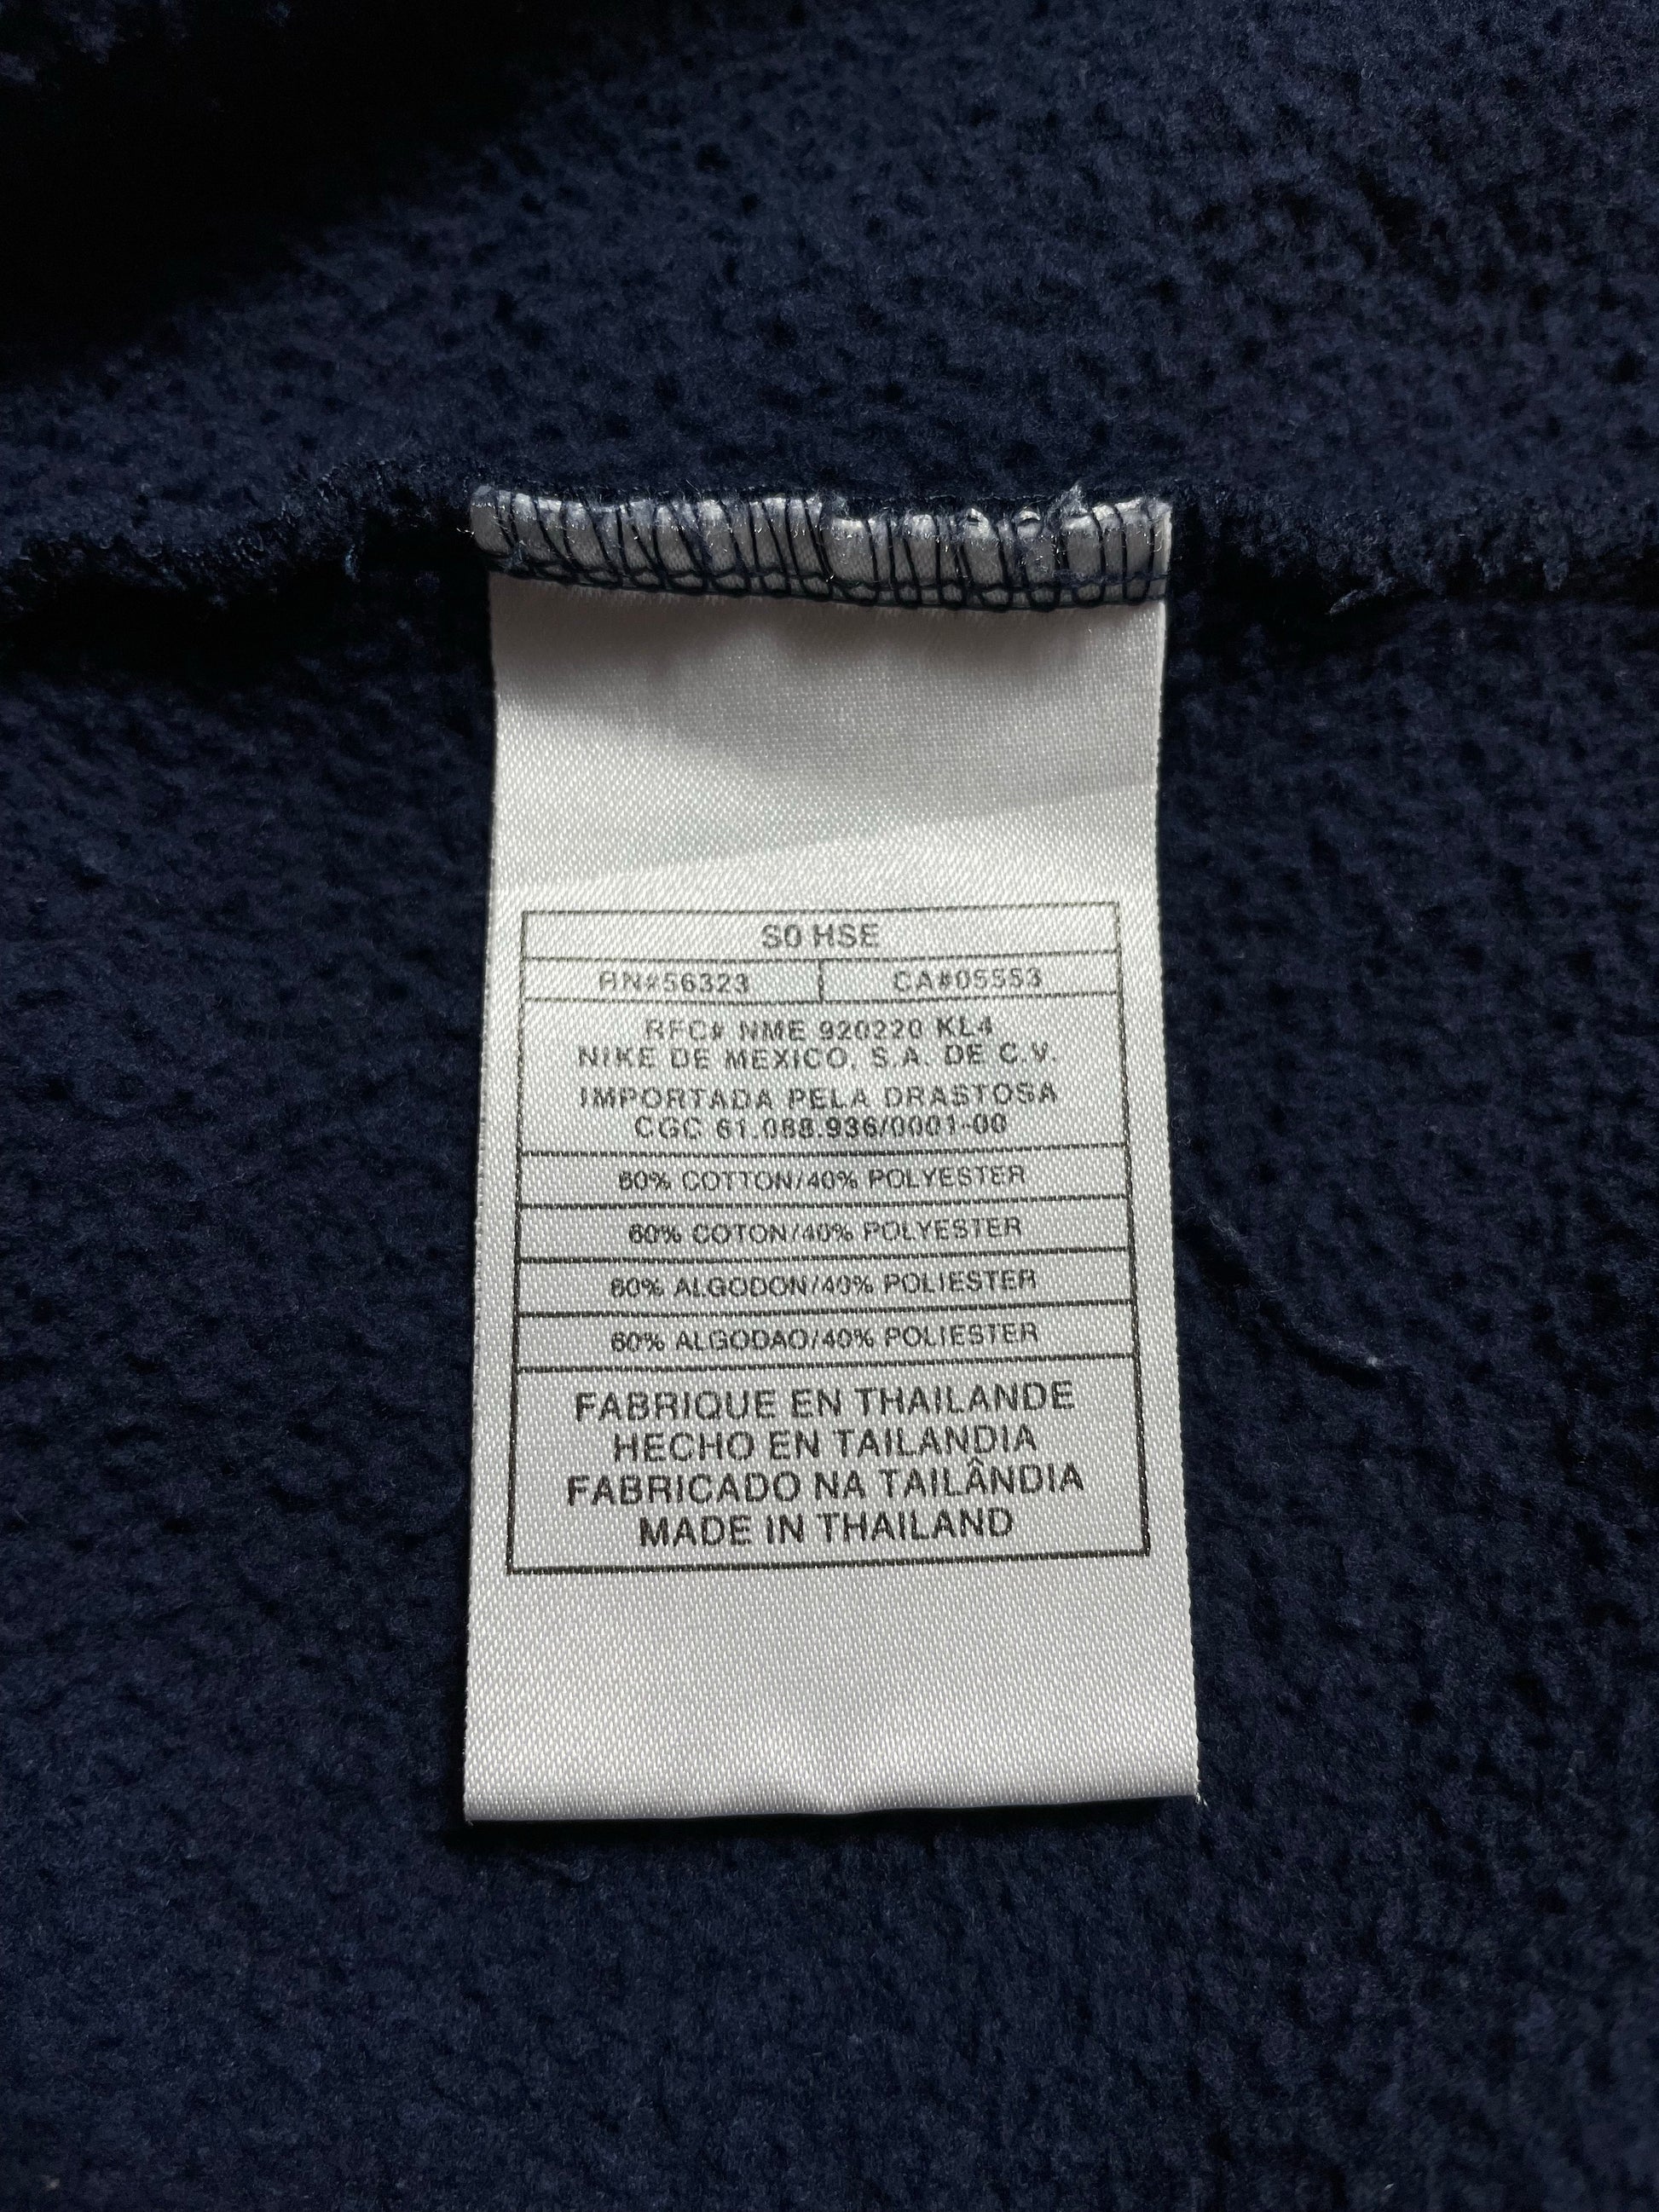 S0 HSE
RN#56323 CA#05553
RFC# NME 920220 KL4
NIKE DE MEXICO, S.A. DE C.V.
IMPORTADA PELA DRASTOSA
CGC 61.088.936/0001-00
60% COTTON/40% POLYESTER
60% COTON/40% POLYESTER
60% ALGODON/40% POLIESTER
60% ALGODAO/40% POLIESTER
FABRIQUE EN THAILANDE
HECHO EN TAILANDIA
FABRICADO NA TAILÂNDIA
MADE IN THAILAND